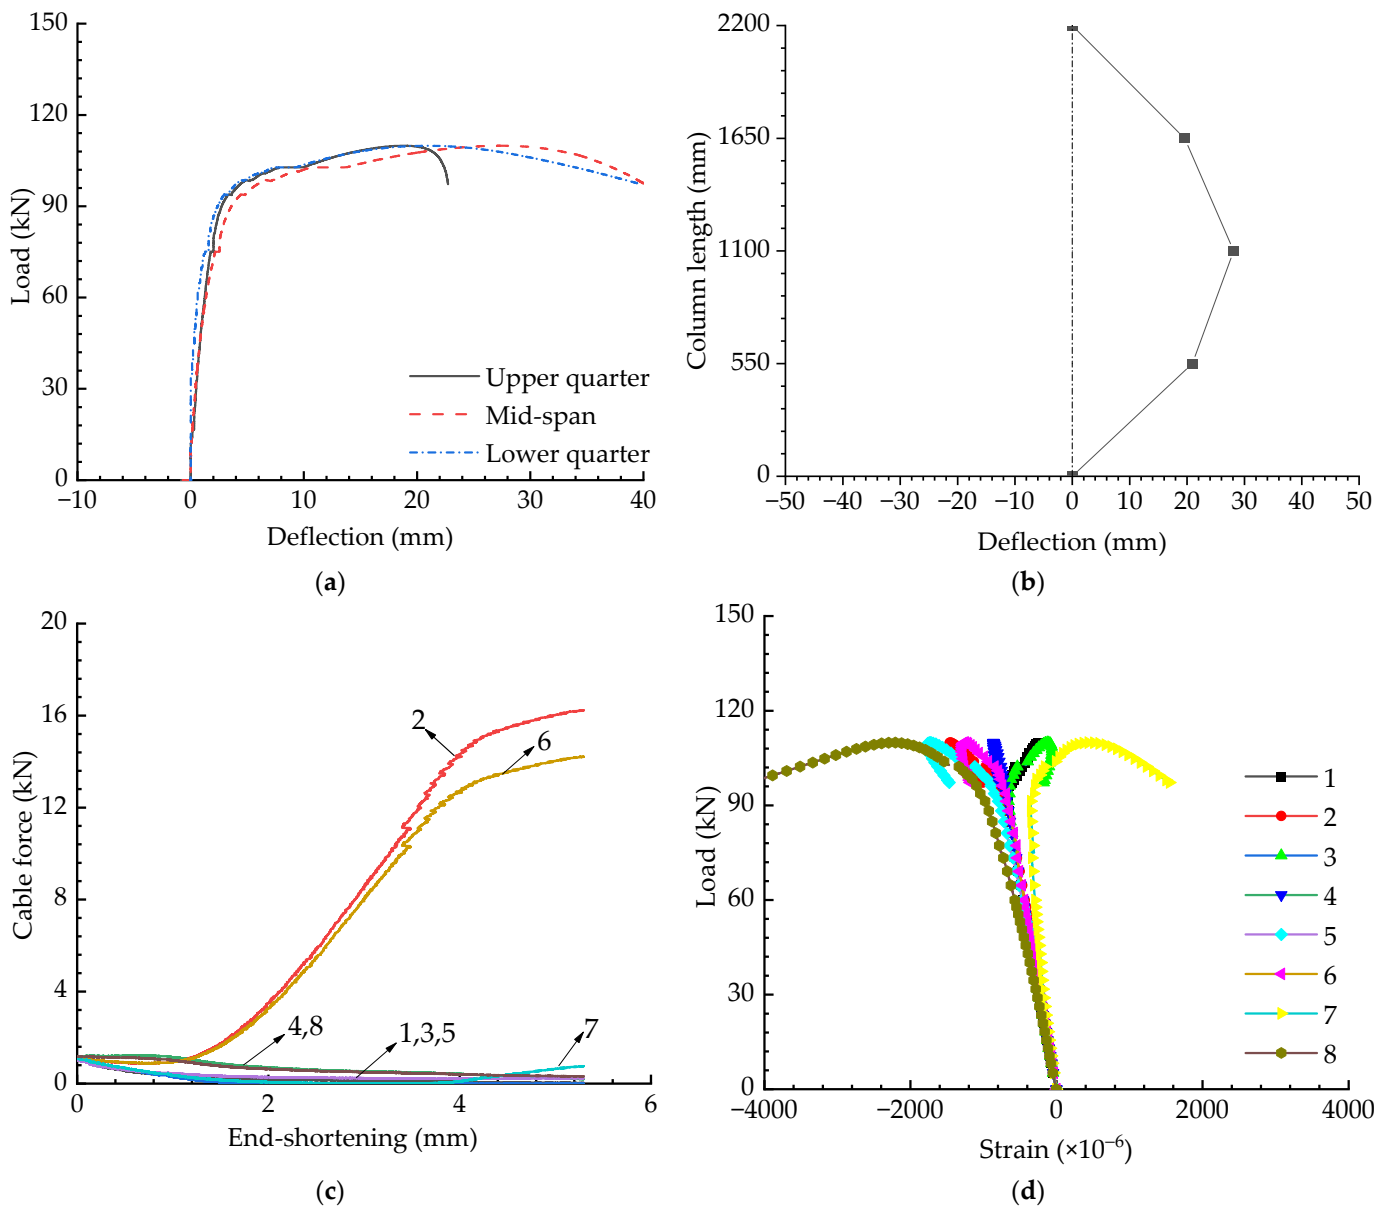 150
120
90
60
30
0
Load (kN)
−10 0 10 20 30 40
Deflection (mm)
Upper quarter
Mid-span
Lower quarter
(a)
2200
1650
1100
550
0
Column length (mm)
−50 −40 −30 −20 −10 0 10 20 30 40 50
Deflection (mm)
(b)
20
16
12
8
4
0
Cable force (kN)
2
6
4,8
1,3,5
7
0 2 4 6
End-shortening (mm)
(c)
150
120
90
60
30
0
Load (kN)
1
2
3
4
5
6
7
8
−4000 −2000 0 2000 4000
Strain (×10⁻⁶)
(d)